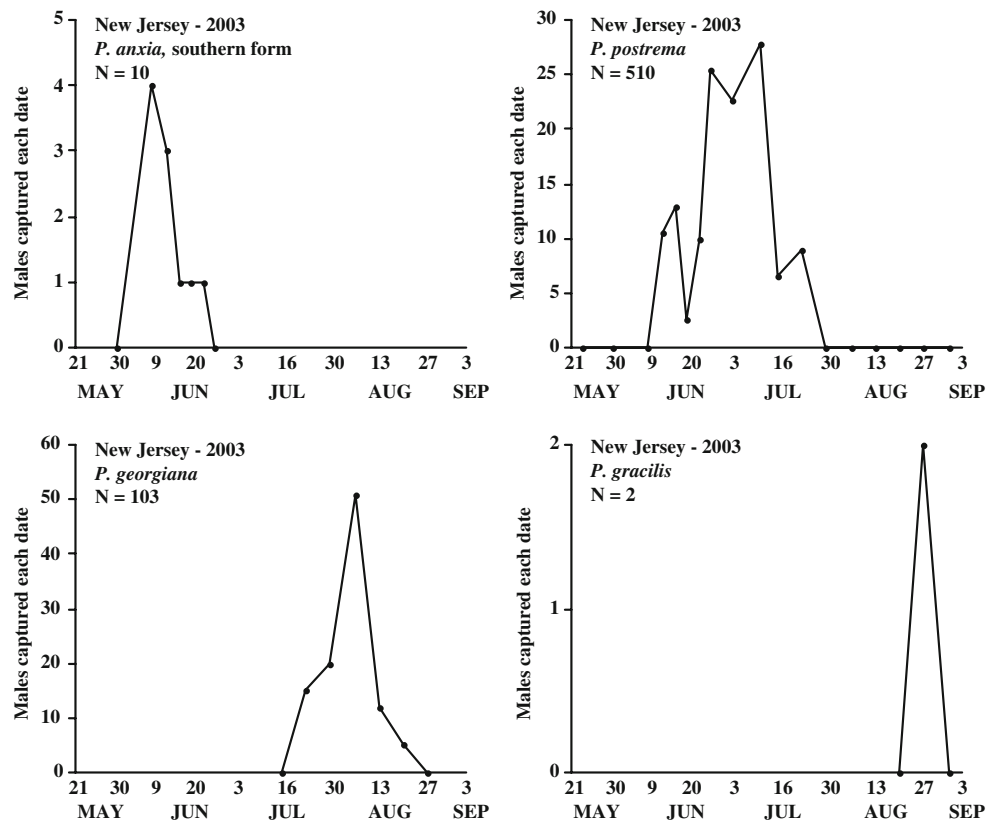 New Jersey - 2003
P. anxia, southern form
N = 10
Males captured each date
5
4
3
2
1
0
21 30 9 20 3 16 30 13 27 3
MAY JUN JUL AUG SEP
New Jersey - 2003
P. postrema
N = 510
Males captured each date
30
25
20
15
10
5
0
21 30 9 20 3 16 30 13 27 3
MAY JUN JUL AUG SEP
New Jersey - 2003
P. georgiana
N = 103
Males captured each date
60
50
40
30
20
10
0
21 30 9 20 3 16 30 13 27 3
MAY JUN JUL AUG SEP
New Jersey - 2003
P. gracilis
N = 2
Males captured each date
2
1
0
21 30 9 20 3 16 30 13 27 3
MAY JUN JUL AUG SEP